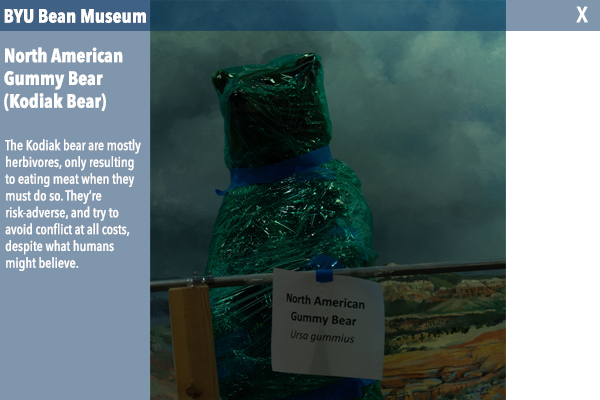 BYU Bean Museum
X
North American
Gummy Bear
(Kodiak Bear)
The Kodiak bear are mostly
herbivores, only resulting
to eating meat when they
must do so. They're
risk-adverse, and try to
avoid conflict at all costs,
despite what humans
might believe.
North American
Gummy Bear
Ursa gummius